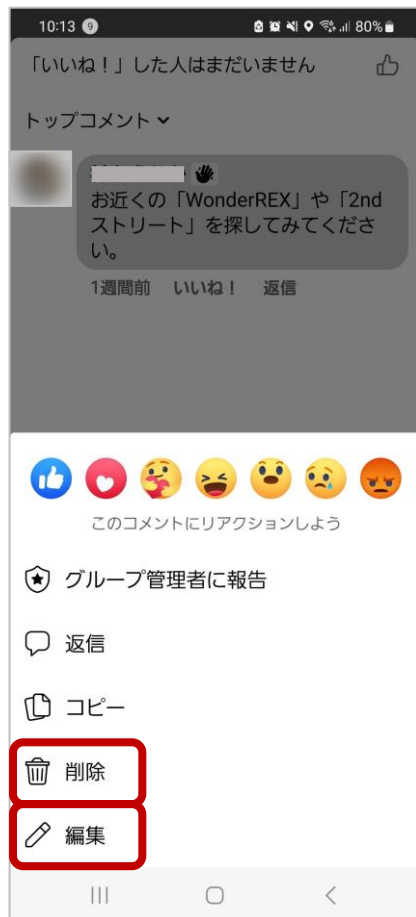 10:13 9 80%
「いいね！」した人はまだいません
トップコメント
お近くの「WonderREX」や「2nd
ストリート」を探してみてくださ
い。
1週間前 いいね！ 返信
このコメントにリアクションしよう
グループ管理者に報告
返信
コピー
削除
編集